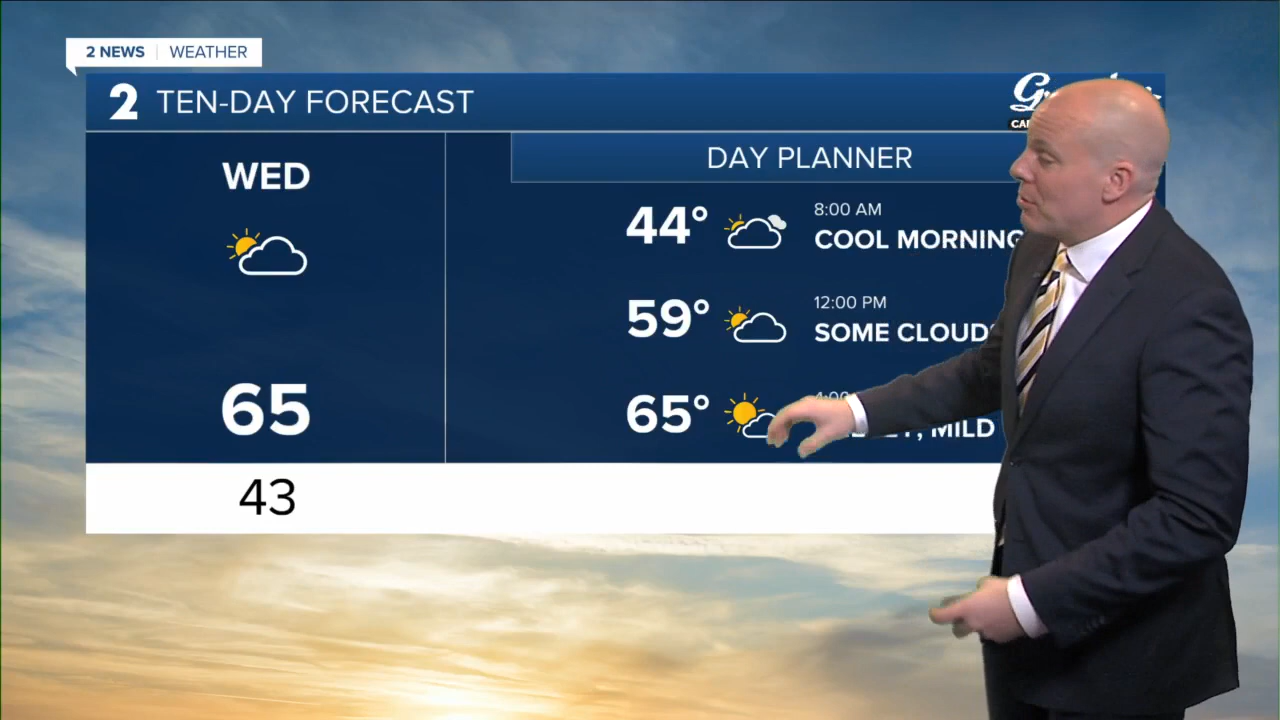 2 NEWS | WEATHER
2 TEN-DAY FORECAST
WED
DAY PLANNER
44° 8:00 AM
COOL MORNING
59° 12:00 PM
SOME CLOUDS
65
65°
MILD
43